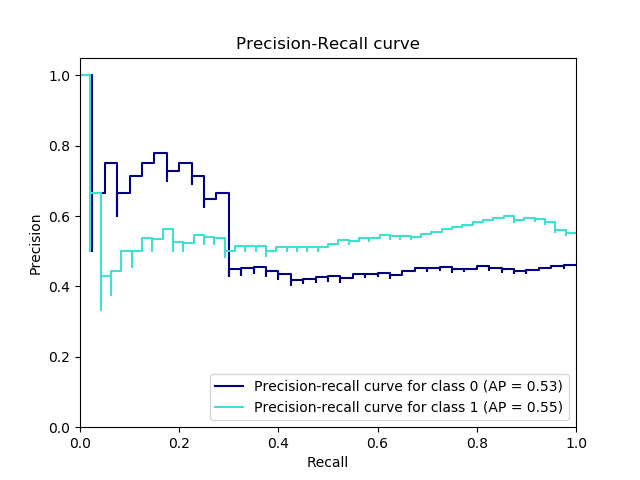 Precision-Recall curve
1.0
0.8
0.6
0.4
0.2
0.0
Precision
0.0 0.2 0.4 0.6 0.8 1.0
Recall
Precision-recall curve for class 0 (AP = 0.53)
Precision-recall curve for class 1 (AP = 0.55)